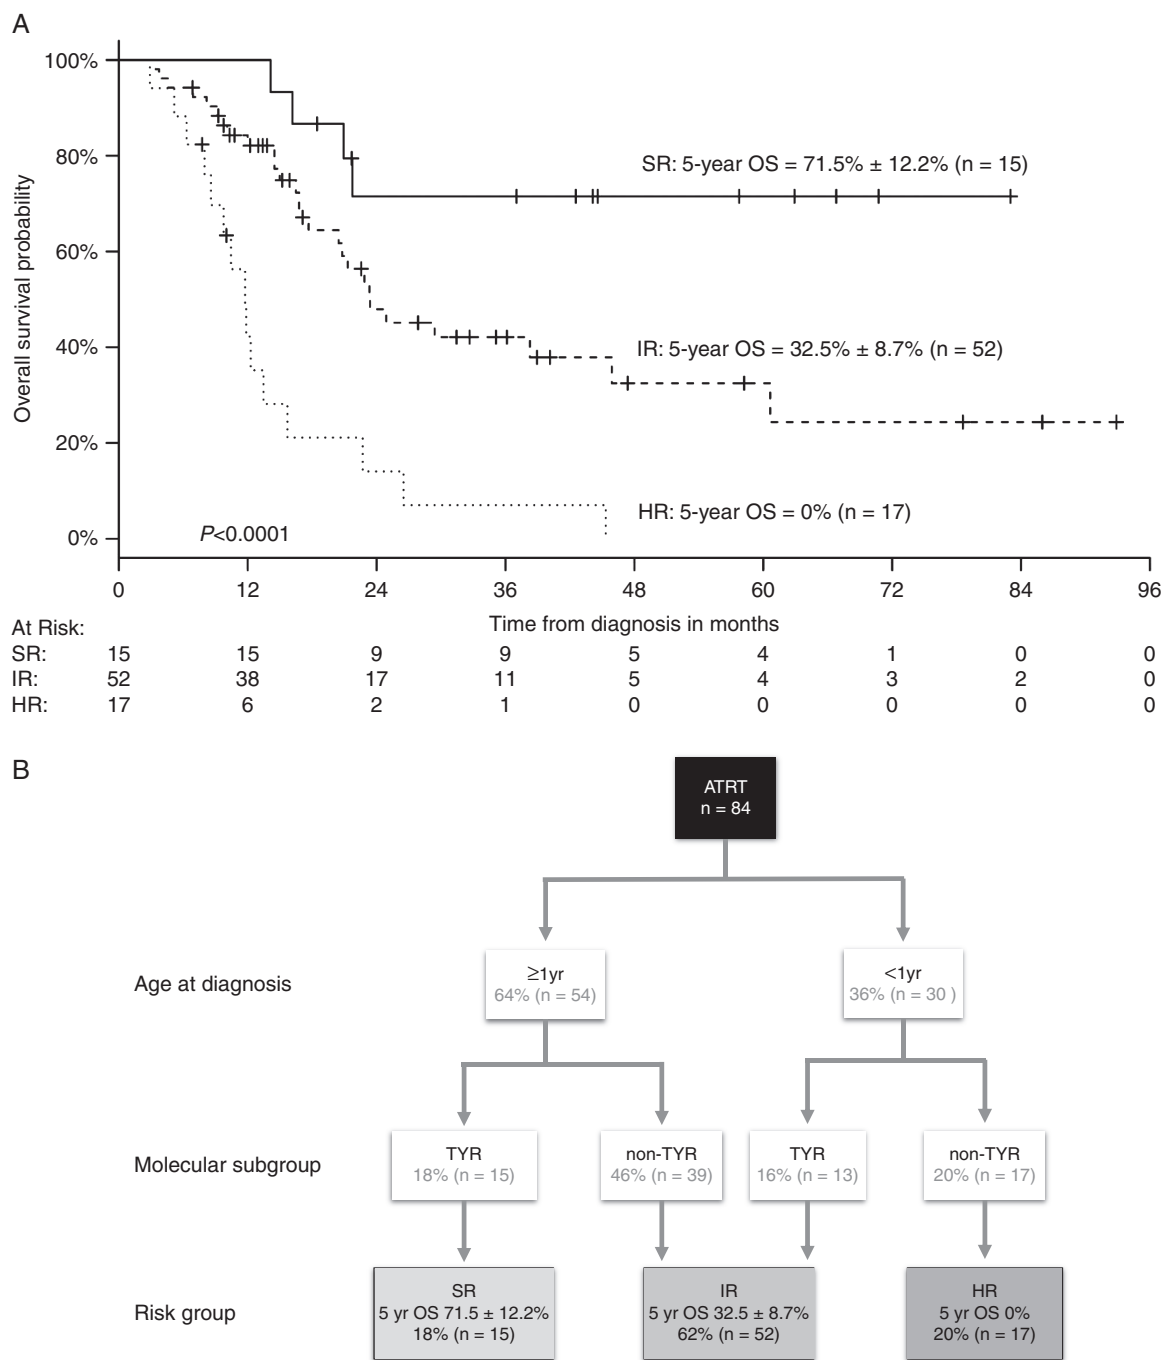 A
100%
80%
60%
40%
20%
0%
Overall survival probability
SR: 5-year OS = 71.5% ± 12.2% (n = 15)
IR: 5-year OS = 32.5% ± 8.7% (n = 52)
HR: 5-year OS = 0% (n = 17)
P<0.0001
0 12 24 36 48 60 72 84 96
Time from diagnosis in months
At Risk:
SR: 15 15 9 9 5 4 1 0 0
IR: 52 38 17 11 5 4 3 2 0
HR: 17 6 2 1 0 0 0 0 0
B
ATRT
n = 84
Age at diagnosis
≥1yr
64% (n = 54)
<1yr
36% (n = 30 )
Molecular subgroup
TYR
18% (n = 15)
non-TYR
46% (n = 39)
TYR
16% (n = 13)
non-TYR
20% (n = 17)
Risk group
SR
5 yr OS 71.5 ± 12.2%
18% (n = 15)
IR
5 yr OS 32.5 ± 8.7%
62% (n = 52)
HR
5 yr OS 0%
20% (n = 17)